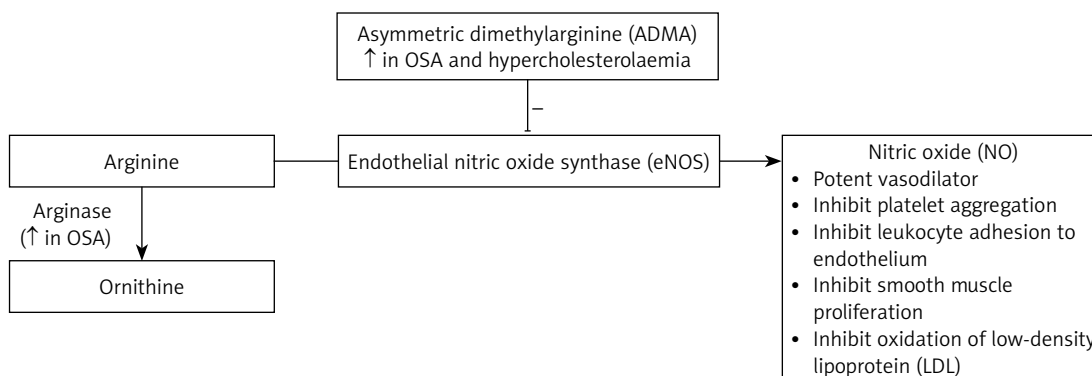 Asymmetric dimethylarginine (ADMA)
↑ in OSA and hypercholesterolaemia
–
Arginine
Endothelial nitric oxide synthase (eNOS)
Nitric oxide (NO)
• Potent vasodilator
• Inhibit platelet aggregation
• Inhibit leukocyte adhesion to
endothelium
• Inhibit smooth muscle
proliferation
• Inhibit oxidation of low-density
lipoprotein (LDL)
Arginase
(↑ in OSA)
Ornithine